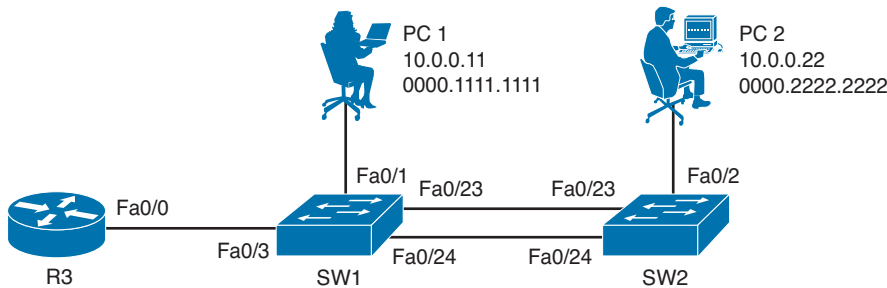 PC 1
10.0.0.11
0000.1111.1111
PC 2
10.0.0.22
0000.2222.2222
Fa0/1
Fa0/23
Fa0/23
Fa0/2
Fa0/0
Fa0/3
Fa0/24
Fa0/24
R3
SW1
SW2